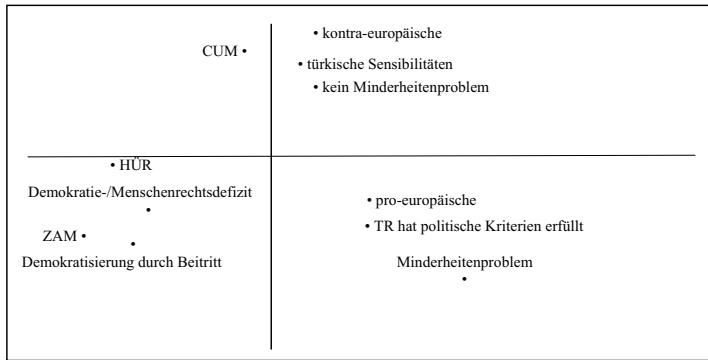 • kontra-europäische
CUM •
• türkische Sensibilitäten
• kein Minderheitenproblem
• HÜR
Demokratie-/Menschenrechtsdefizit
•
• pro-europäische
• TR hat politische Kriterien erfüllt
ZAM •
•
Demokratisierung durch Beitritt
Minderheitenproblem
•